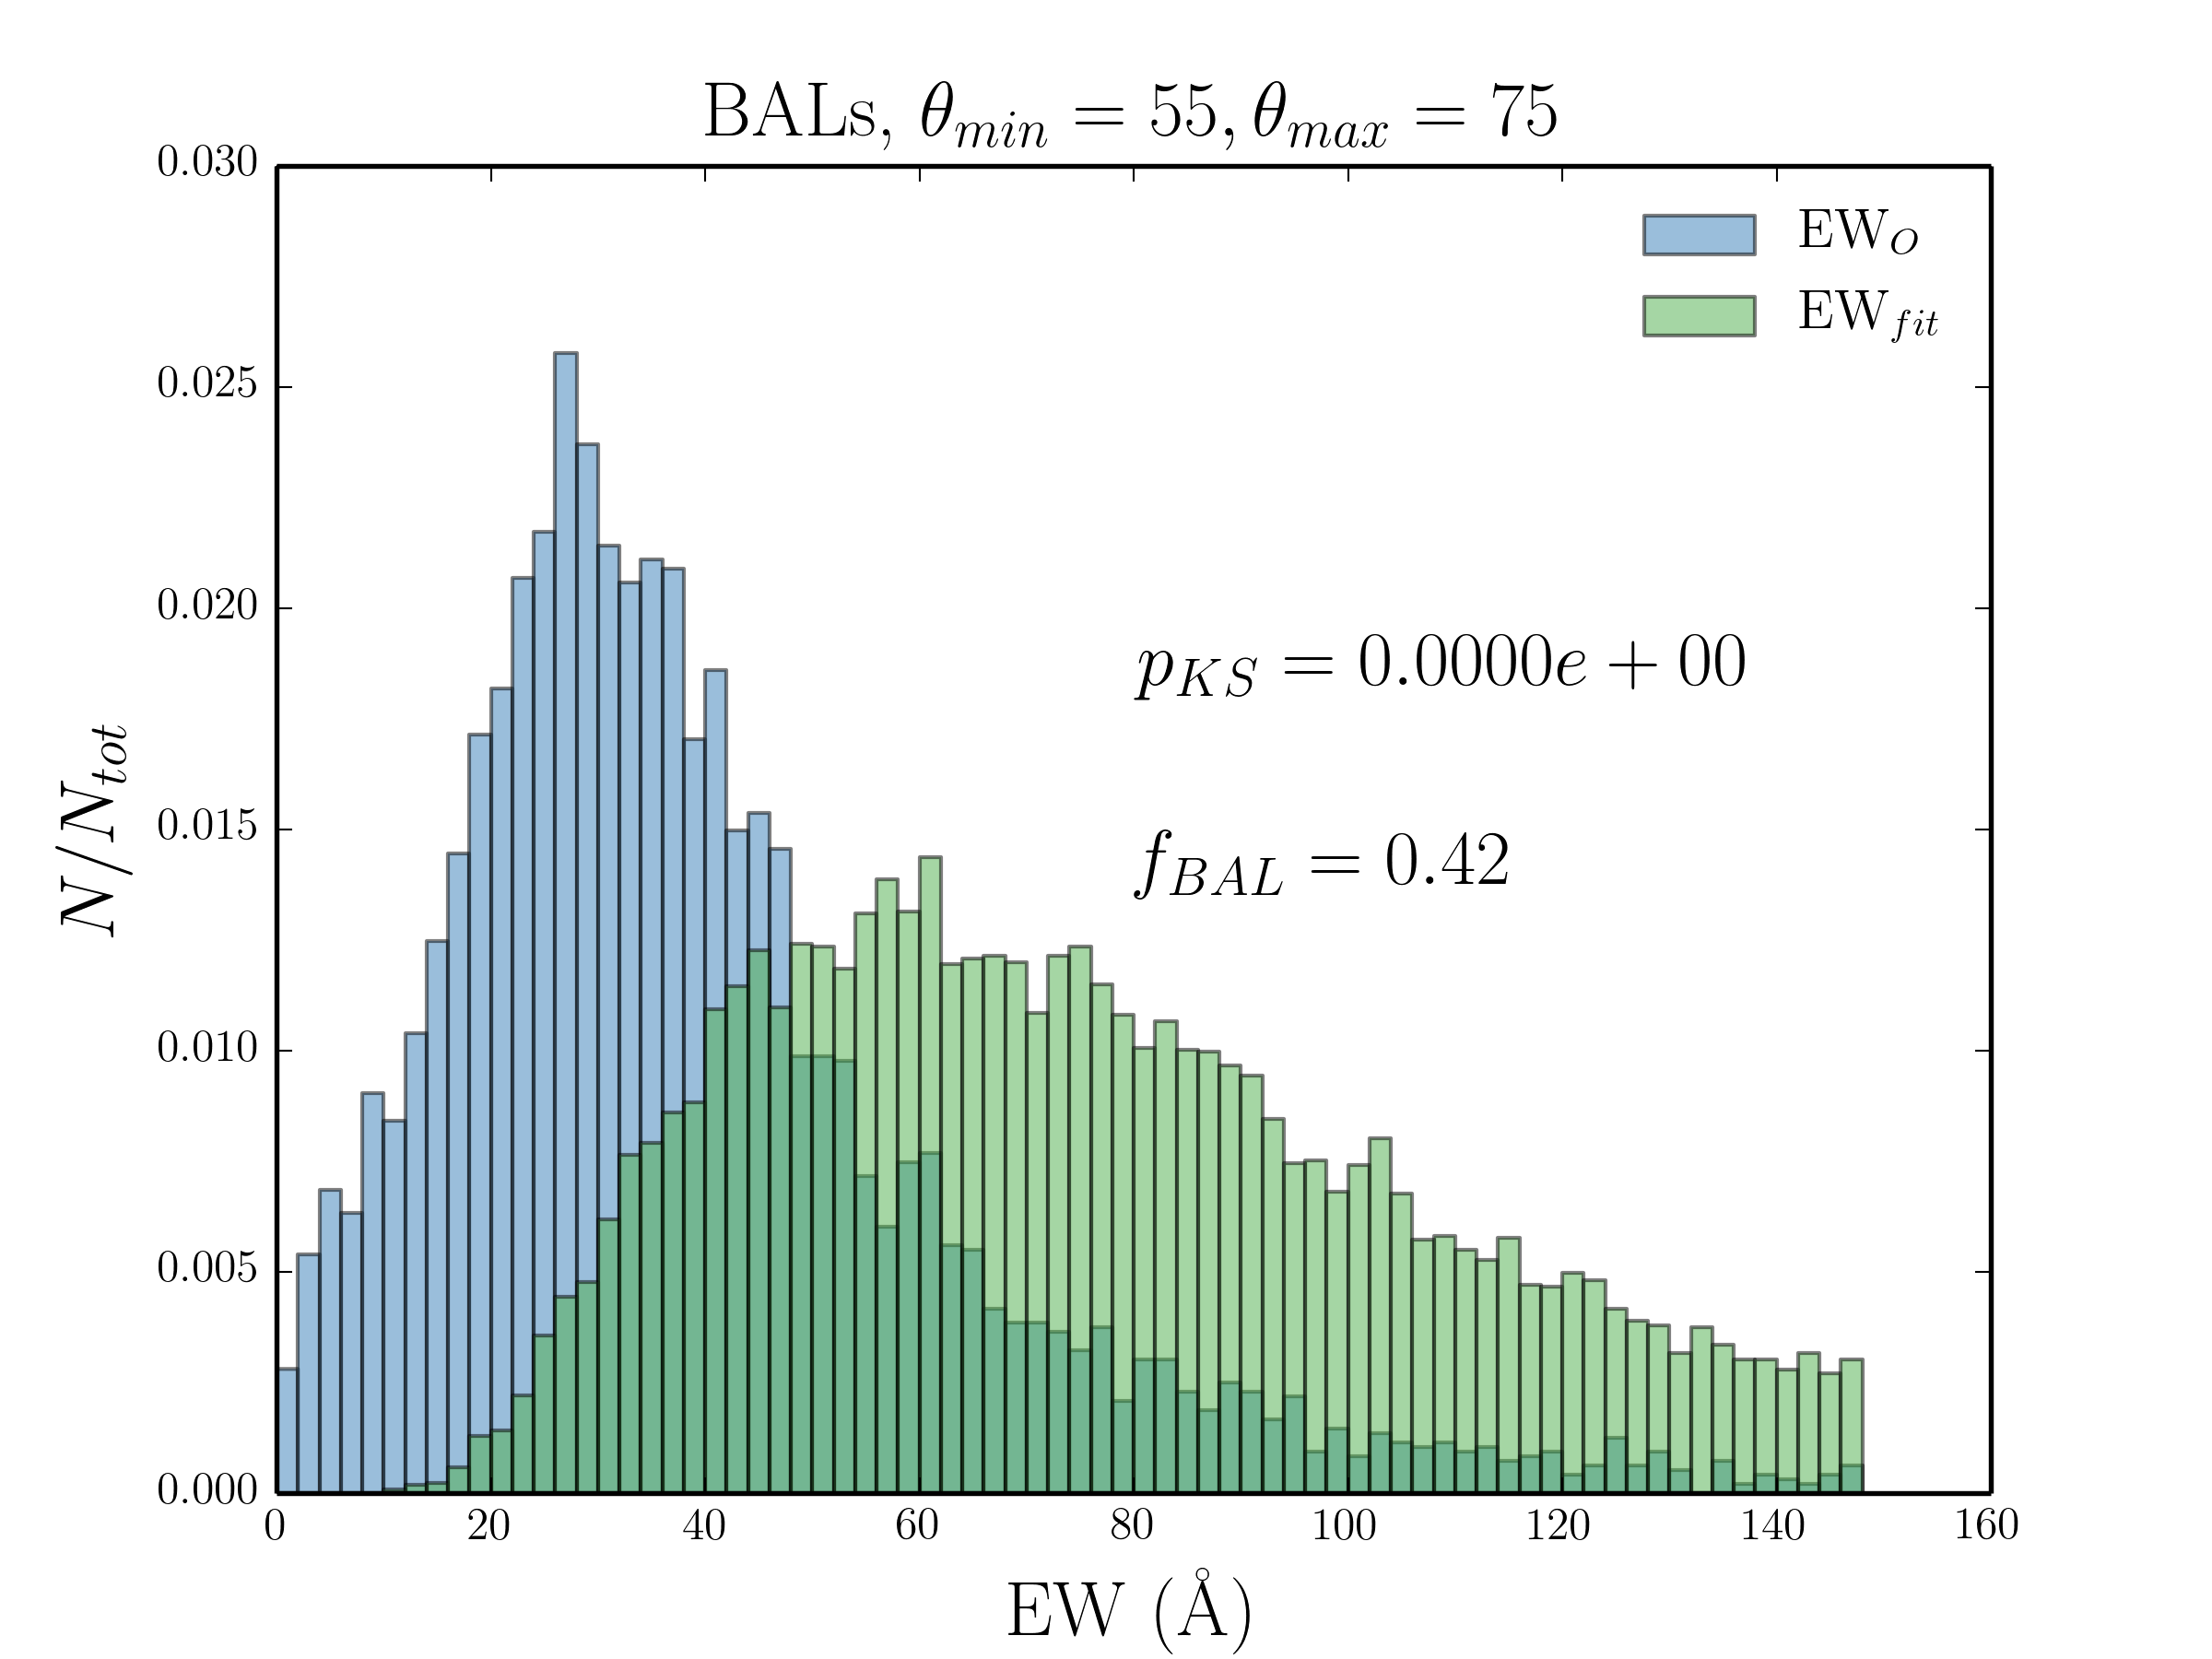 BALs, θ_min = 55, θ_max = 75
0.030
0.025
0.020
0.015
0.010
0.005
0.000
N/N_tot
EW_O
EW_fit
p_KS = 0.0000e + 00
f_BAL = 0.42
0 20 40 60 80 100 120 140 160
EW (Å)